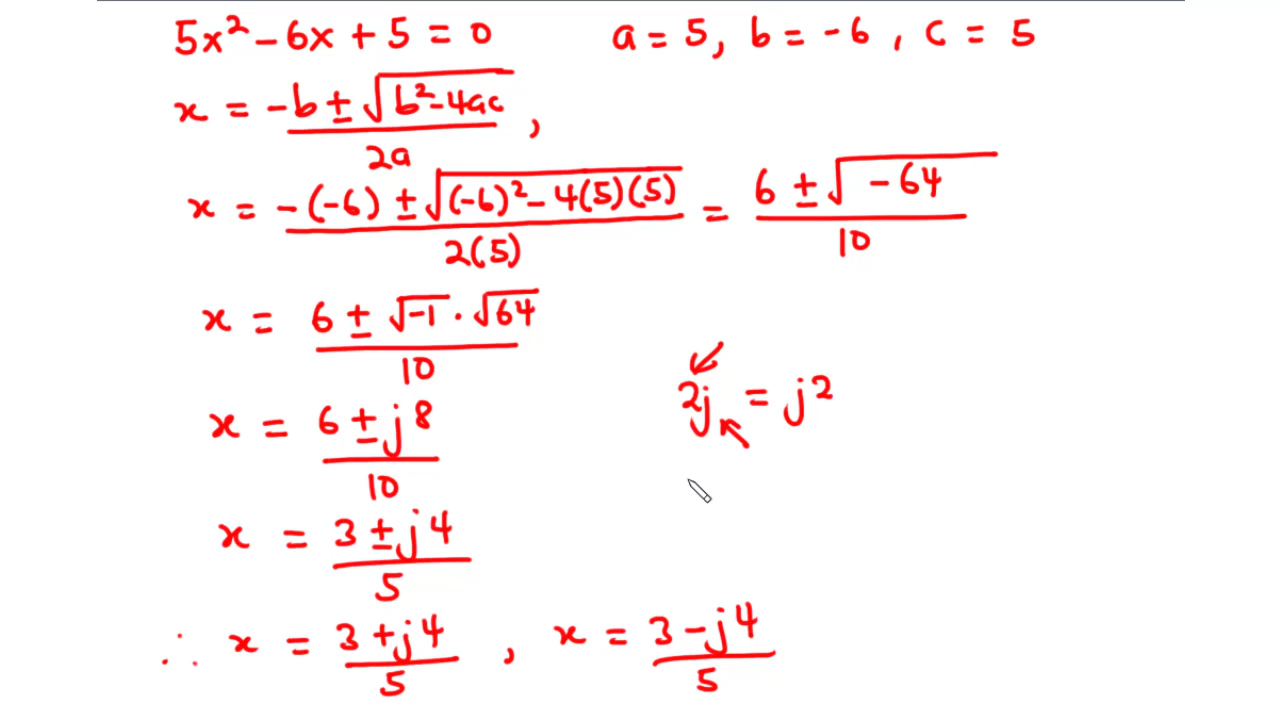 5x² - 6x + 5 = 0    a = 5, b = -6, c = 5
x = (-b ± √(b² - 4ac))/2a ,
x = (-(-6) ± √((-6)² - 4(5)(5)))/2(5) = (6 ± √(-64))/10
x = (6 ± √-1 · √64)/10
2j = j2
x = (6 ± j8)/10
x = (3 ± j4)/5
∴ x = (3 + j4)/5 , x = (3 - j4)/5